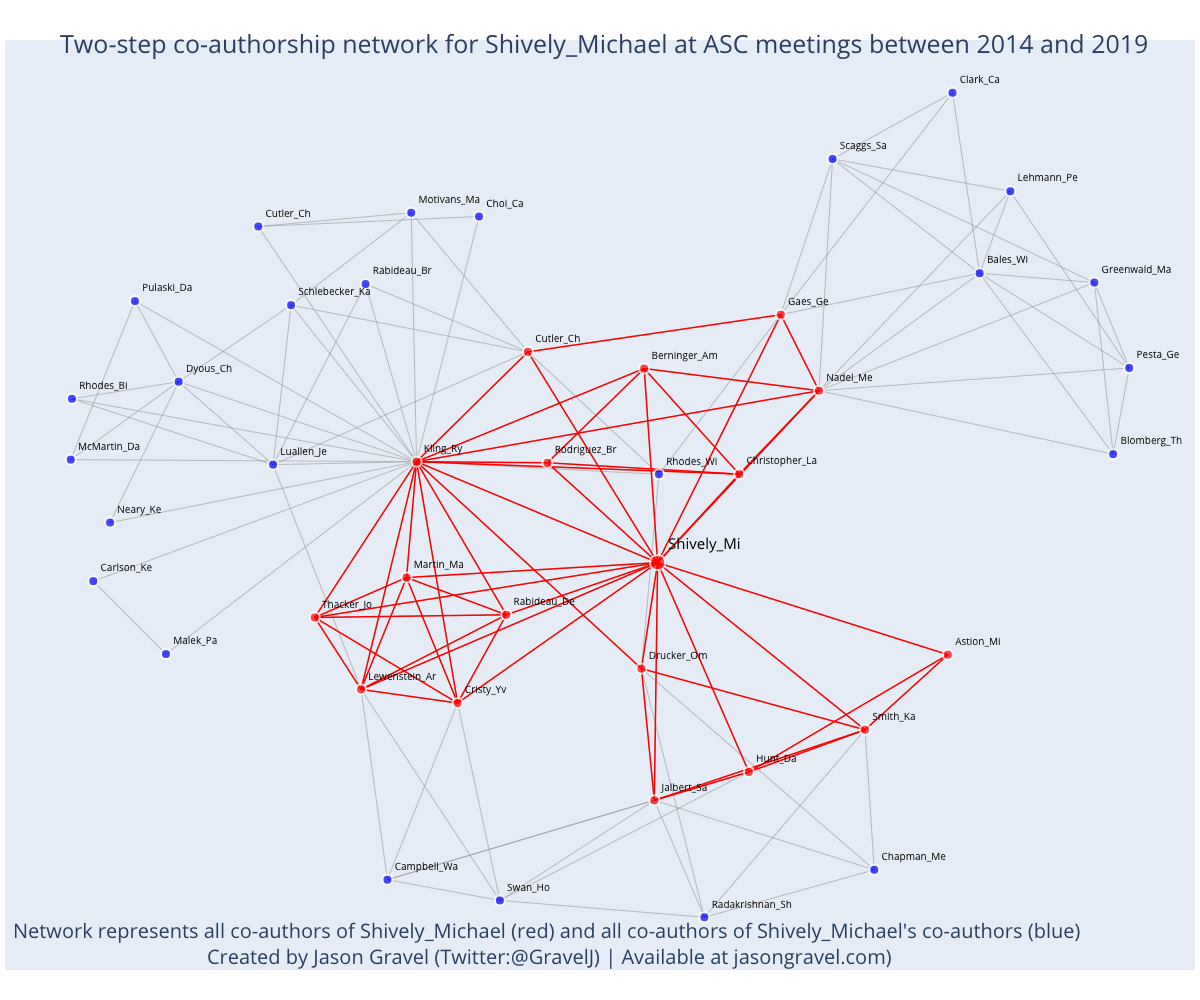 Two-step co-authorship network for Shively_Michael at ASC meetings between 2014 and 2019
Clark_Ca
Scaggs_Sa
Lehmann_Pe
Motivans_Ma
Choi_Ca
Cutler_Ch
Bales_Wi
Rabideau_Br
Greenwald_Ma
Pulaski_Da
Schlebecker_Ka
Gaes_Ge
Cutler_Ch
Berninger_Am
Pesta_Ge
Dyous_Ch
Nadel_Me
Rhodes_Bi
Blomberg_Th
McMartin_Da
Luallen_Je
Kling_Ry
Rodriguez_Br
Rhodes_Wi
Christopher_La
Neary_Ke
Shively_Mi
Carlson_Ke
Martin_Ma
Thacker_Jo
Rabideau_De
Malek_Pa
Drucker_Om
Astion_Mi
Lewenstein_Ar
Cristy_Yv
Smith_Ka
Hunt_Da
Jalbert_Sa
Campbell_Wa
Chapman_Me
Swan_Ho
Radakrishnan_Sh
Network represents all co-authors of Shively_Michael (red) and all co-authors of Shively_Michael's co-authors (blue)
Created by Jason Gravel (Twitter:@GravelJ) | Available at jasongravel.com)